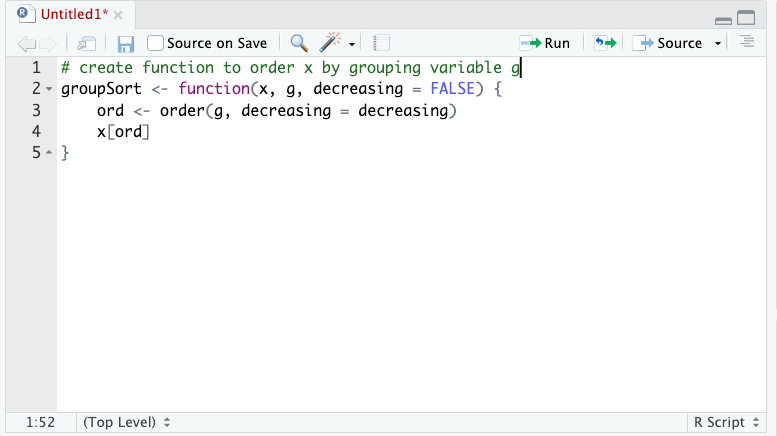 Untitled1*
Source on Save
Run
Source
1 # create function to order x by grouping variable g
2 groupSort <- function(x, g, decreasing = FALSE) {
3     ord <- order(g, decreasing = decreasing)
4     x[ord]
5 }
1:52 (Top Level) R Script